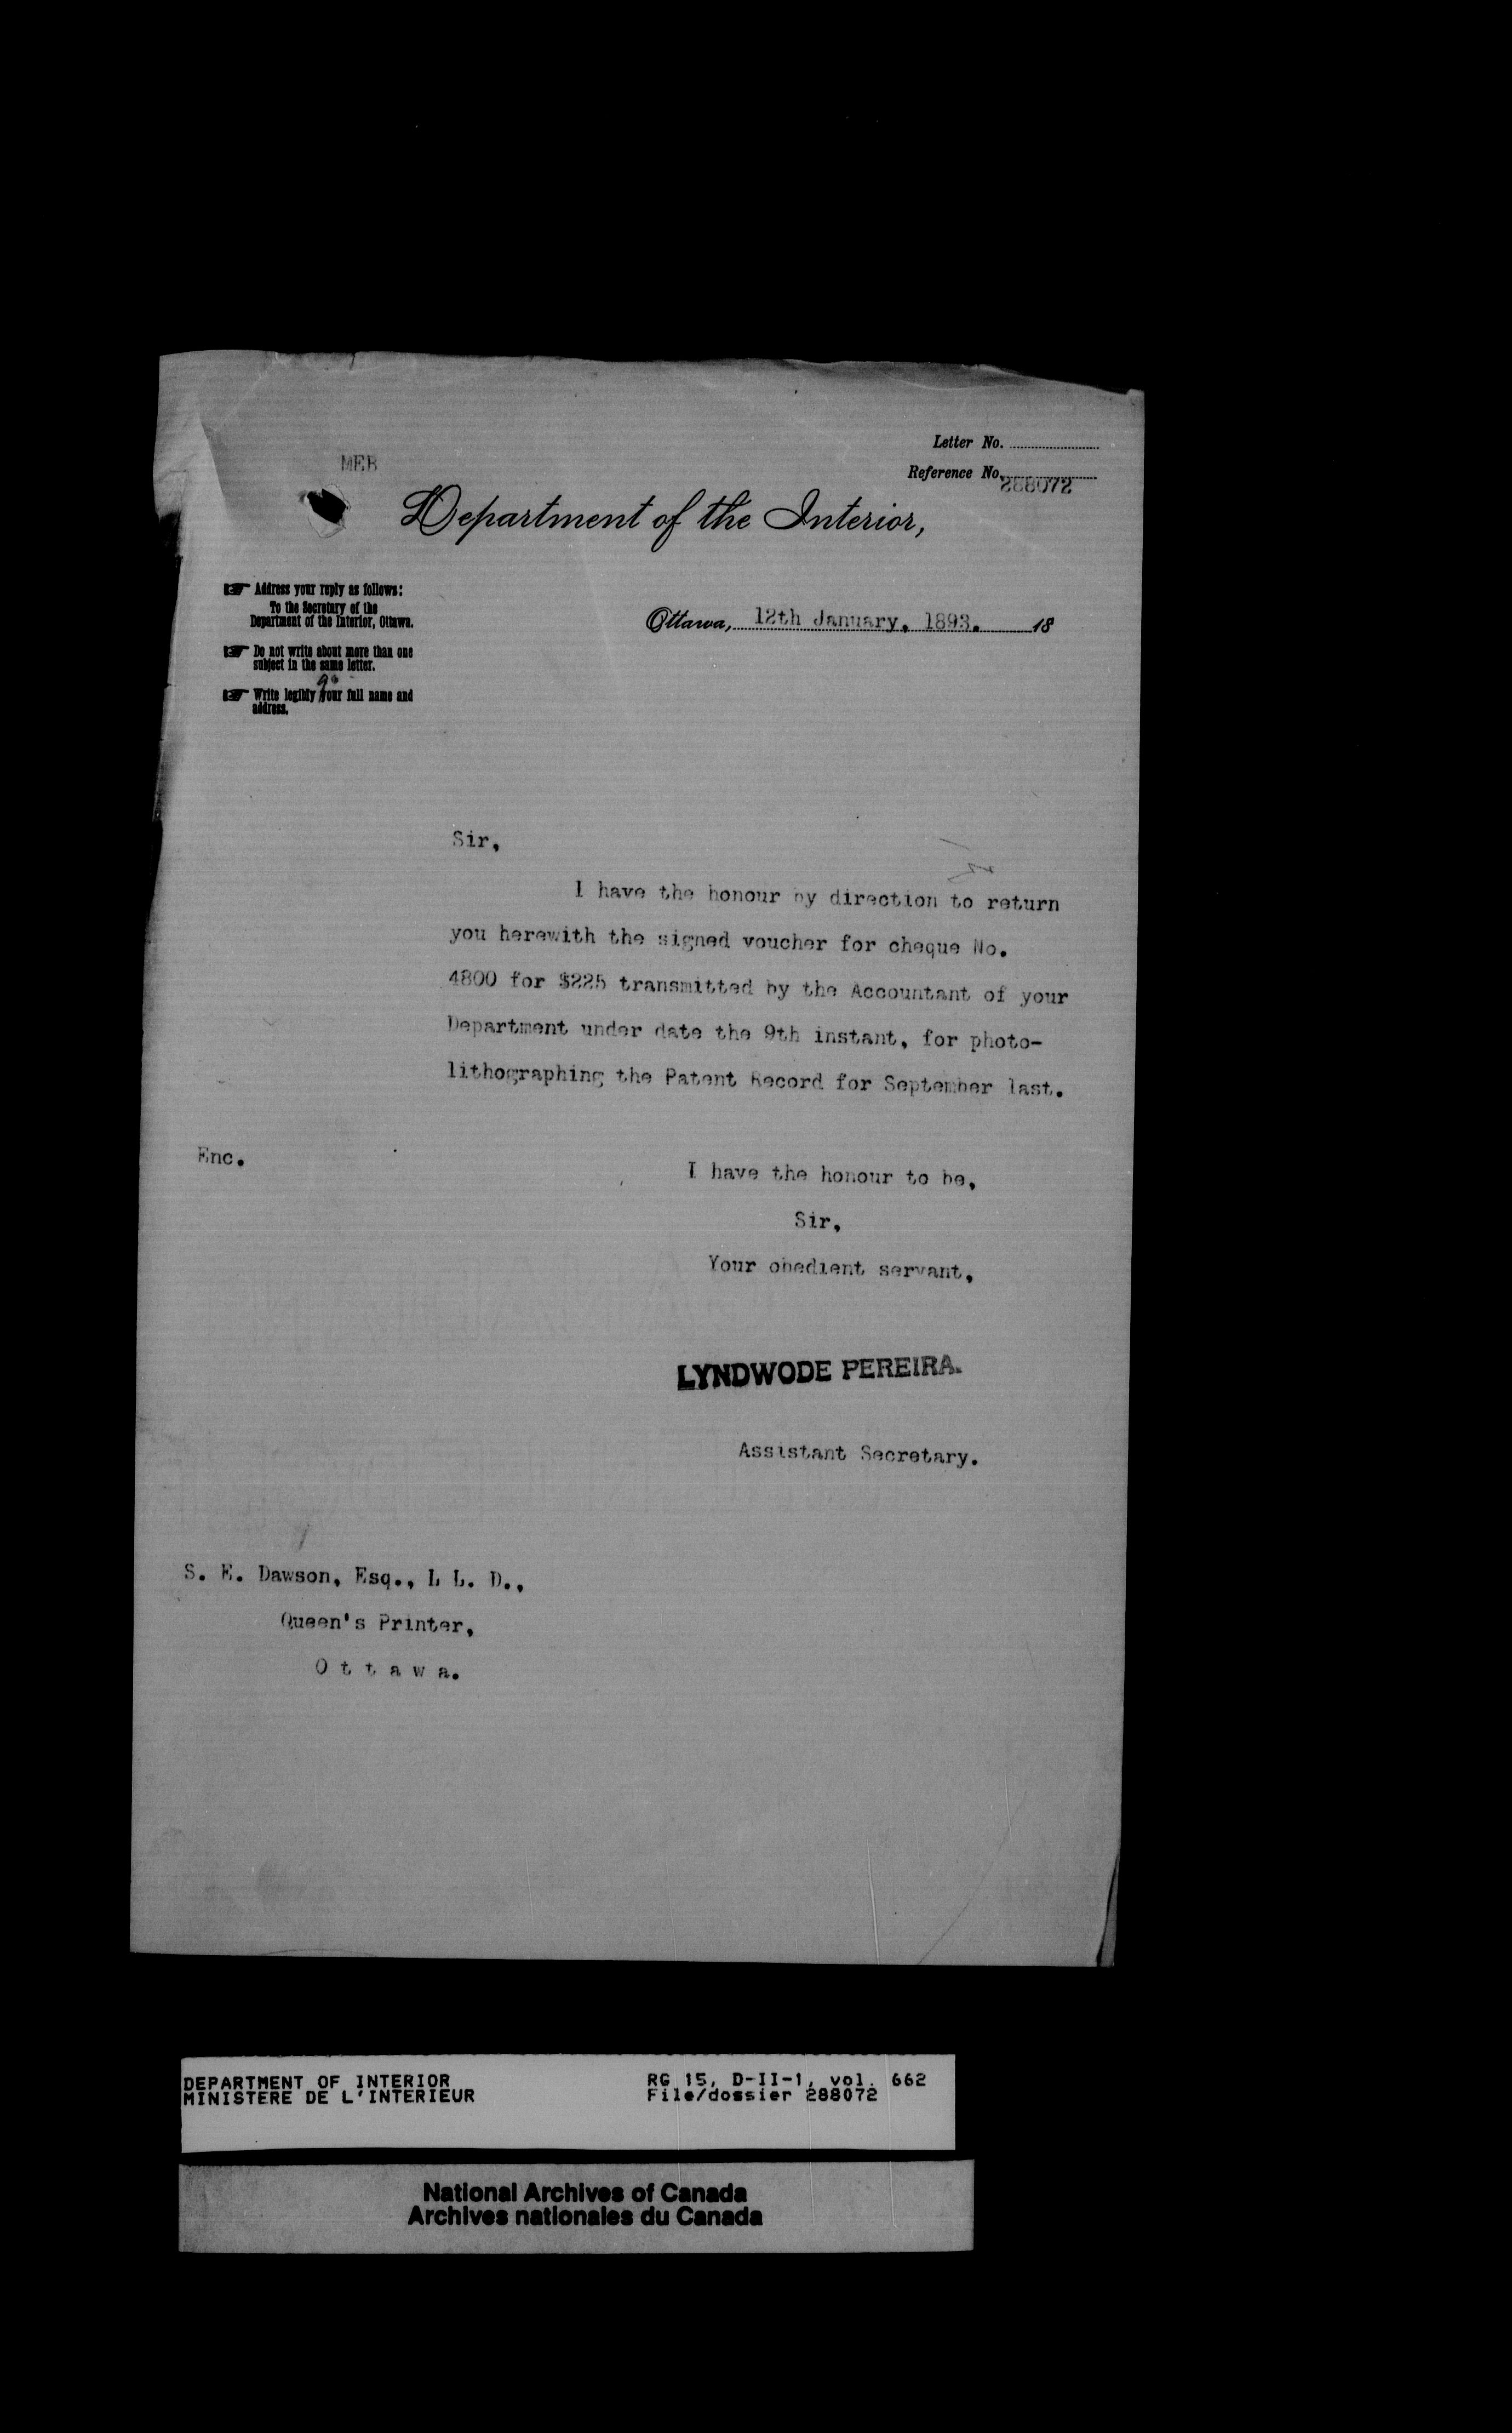 Letter No.
MEB
Reference No. 288072
Department of the Interior,
Address your reply as follows:
To the Secretary of the
Department of the Interior, Ottawa.
Ottawa, 12th January, 1893. 18
Do not write about more than one
subject in the same letter.
Write legibly your full name and
address.
Sir,
I have the honour by direction to return
you herewith the signed voucher for cheque No.
4800 for $225 transmitted by the Accountant of your
Department under date the 9th instant, for photo-
lithographing the Patent Record for September last.
Enc.
I have the honour to be,
Sir,
Your obedient servant,
LYNDWODE PEREIRA.
Assistant Secretary.
S. E. Dawson, Esq., L L. D.,
Queen's Printer,
O t t a w a.
DEPARTMENT OF INTERIOR
MINISTERE DE L'INTERIEUR
RG 15, D-II-1, vol. 662
File/dossier 288072
National Archives of Canada
Archives nationales du Canada